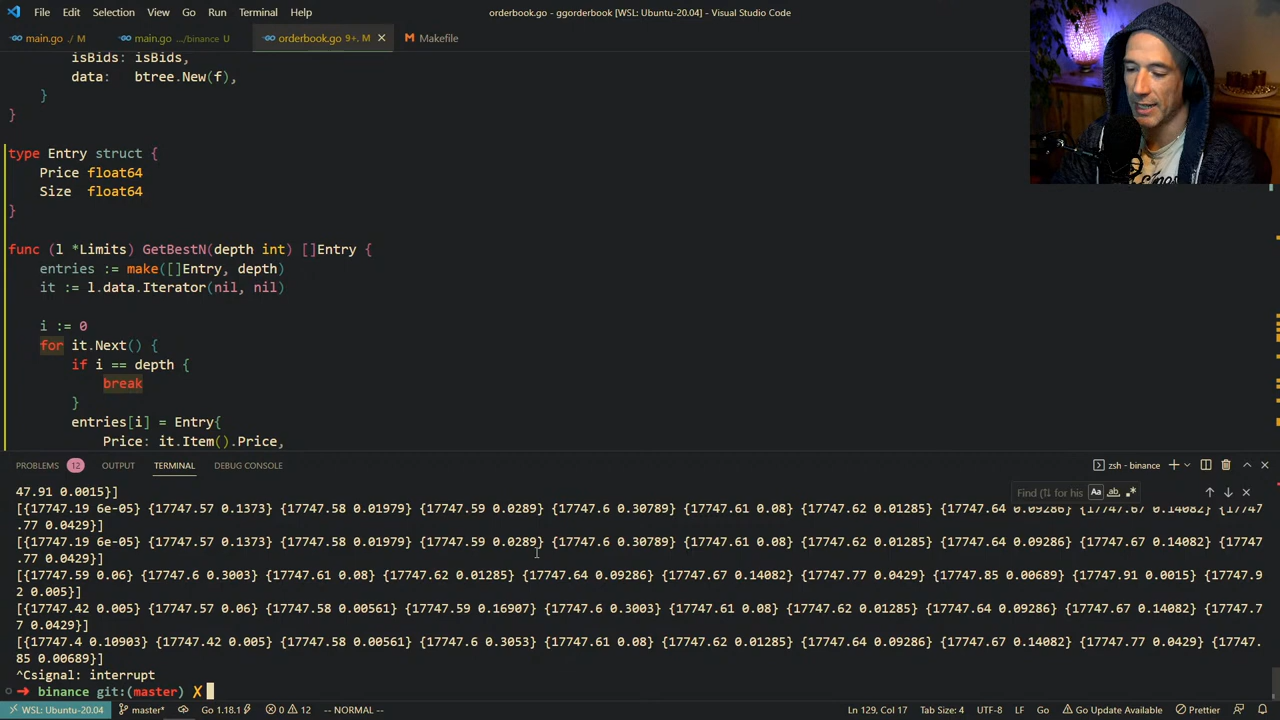 File Edit Selection View Go Run Terminal Help orderbook.go - ggorderbook [WSL: Ubuntu-20.04] - Visual Studio Code
main.go ./ M main.go .../binance U orderbook.go 9+, M Makefile
isBids: isBids,
data: btree.New(f),
}
}
type Entry struct {
Price float64
Size float64
}
func (l *Limits) GetBestN(depth int) []Entry {
entries := make([]Entry, depth)
it := l.data.Iterator(nil, nil)
i := 0
for it.Next() {
if i == depth {
break
}
entries[i] = Entry{
Price: it.Item().Price,
PROBLEMS 12 OUTPUT TERMINAL DEBUG CONSOLE zsh - binance
47.91 0.0015}]
Find (⇅ for his Aa ab .*
[{17747.19 6e-05} {17747.57 0.1373} {17747.58 0.01979} {17747.59 0.0289} {17747.6 0.30789} {17747.61 0.08} {17747.62 0.01285} {17747.64 0.09286} {17747.67 0.14082} {17747
.77 0.0429}]
[{17747.19 6e-05} {17747.57 0.1373} {17747.58 0.01979} {17747.59 0.0289} {17747.6 0.30789} {17747.61 0.08} {17747.62 0.01285} {17747.64 0.09286} {17747.67 0.14082} {17747
.77 0.0429}]
[{17747.59 0.06} {17747.6 0.3003} {17747.61 0.08} {17747.62 0.01285} {17747.64 0.09286} {17747.67 0.14082} {17747.77 0.0429} {17747.85 0.00689} {17747.91 0.0015} {17747.9
2 0.005}]
[{17747.42 0.005} {17747.57 0.06} {17747.58 0.00561} {17747.59 0.16907} {17747.6 0.3003} {17747.61 0.08} {17747.62 0.01285} {17747.64 0.09286} {17747.67 0.14082} {17747.7
7 0.0429}]
[{17747.4 0.10903} {17747.42 0.005} {17747.58 0.00561} {17747.6 0.3053} {17747.61 0.08} {17747.62 0.01285} {17747.64 0.09286} {17747.67 0.14082} {17747.77 0.0429} {17747.
85 0.00689}]
^Csignal: interrupt
➜ binance git:(master) ✗
WSL: Ubuntu-20.04 master* Go 1.18.1 0 12 -- NORMAL -- Ln 129, Col 17 Tab Size: 4 UTF-8 LF Go Go Update Available Prettier